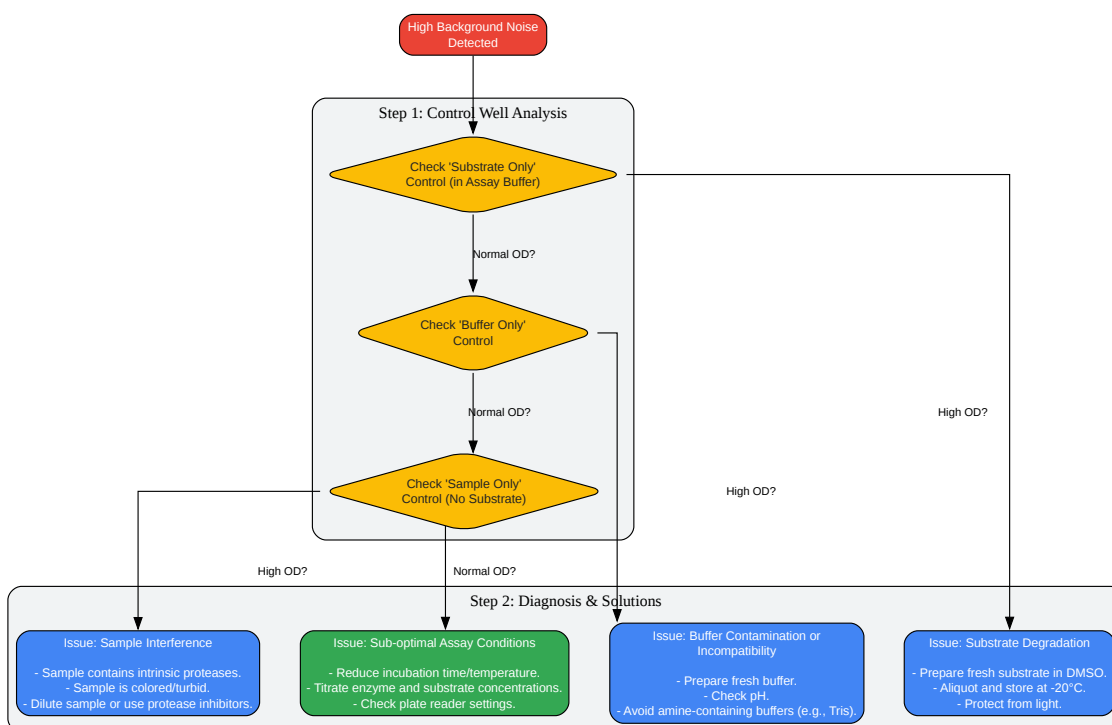 High Background Noise
Detected
Step 1: Control Well Analysis
Check 'Substrate Only'
Control (in Assay Buffer)
Normal OD?
Check 'Buffer Only'
Control
Normal OD?
High OD?
Check 'Sample Only'
Control (No Substrate)
High OD?
High OD?
Normal OD?
Step 2: Diagnosis & Solutions
Issue: Sample Interference
- Sample contains intrinsic proteases.
- Sample is colored/turbid.
- Dilute sample or use protease inhibitors.
Issue: Sub-optimal Assay Conditions
- Reduce incubation time/temperature.
- Titrate enzyme and substrate concentrations.
- Check plate reader settings.
Issue: Buffer Contamination or
Incompatibility
- Prepare fresh buffer.
- Check pH.
- Avoid amine-containing buffers (e.g., Tris).
Issue: Substrate Degradation
- Prepare fresh substrate in DMSO.
- Aliquot and store at -20°C.
- Protect from light.